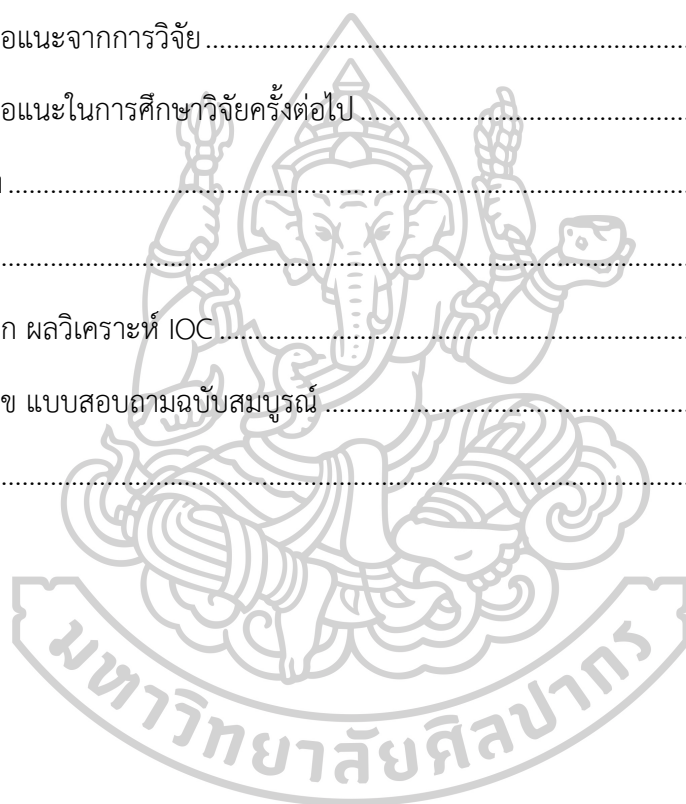 อแนะจากการวิจัย ........................................................................
อแนะในการศึกษาวิจัยครั้งต่อไป ..................................................
........................................................................................................
........................................................................................................
ก ผลวิเคราะห์ IOC ......................................................................
ข แบบสอบถามฉบับสมบูรณ์ ........................................................
........................................................................................................
มหาวิทยาลัยศิลปากร